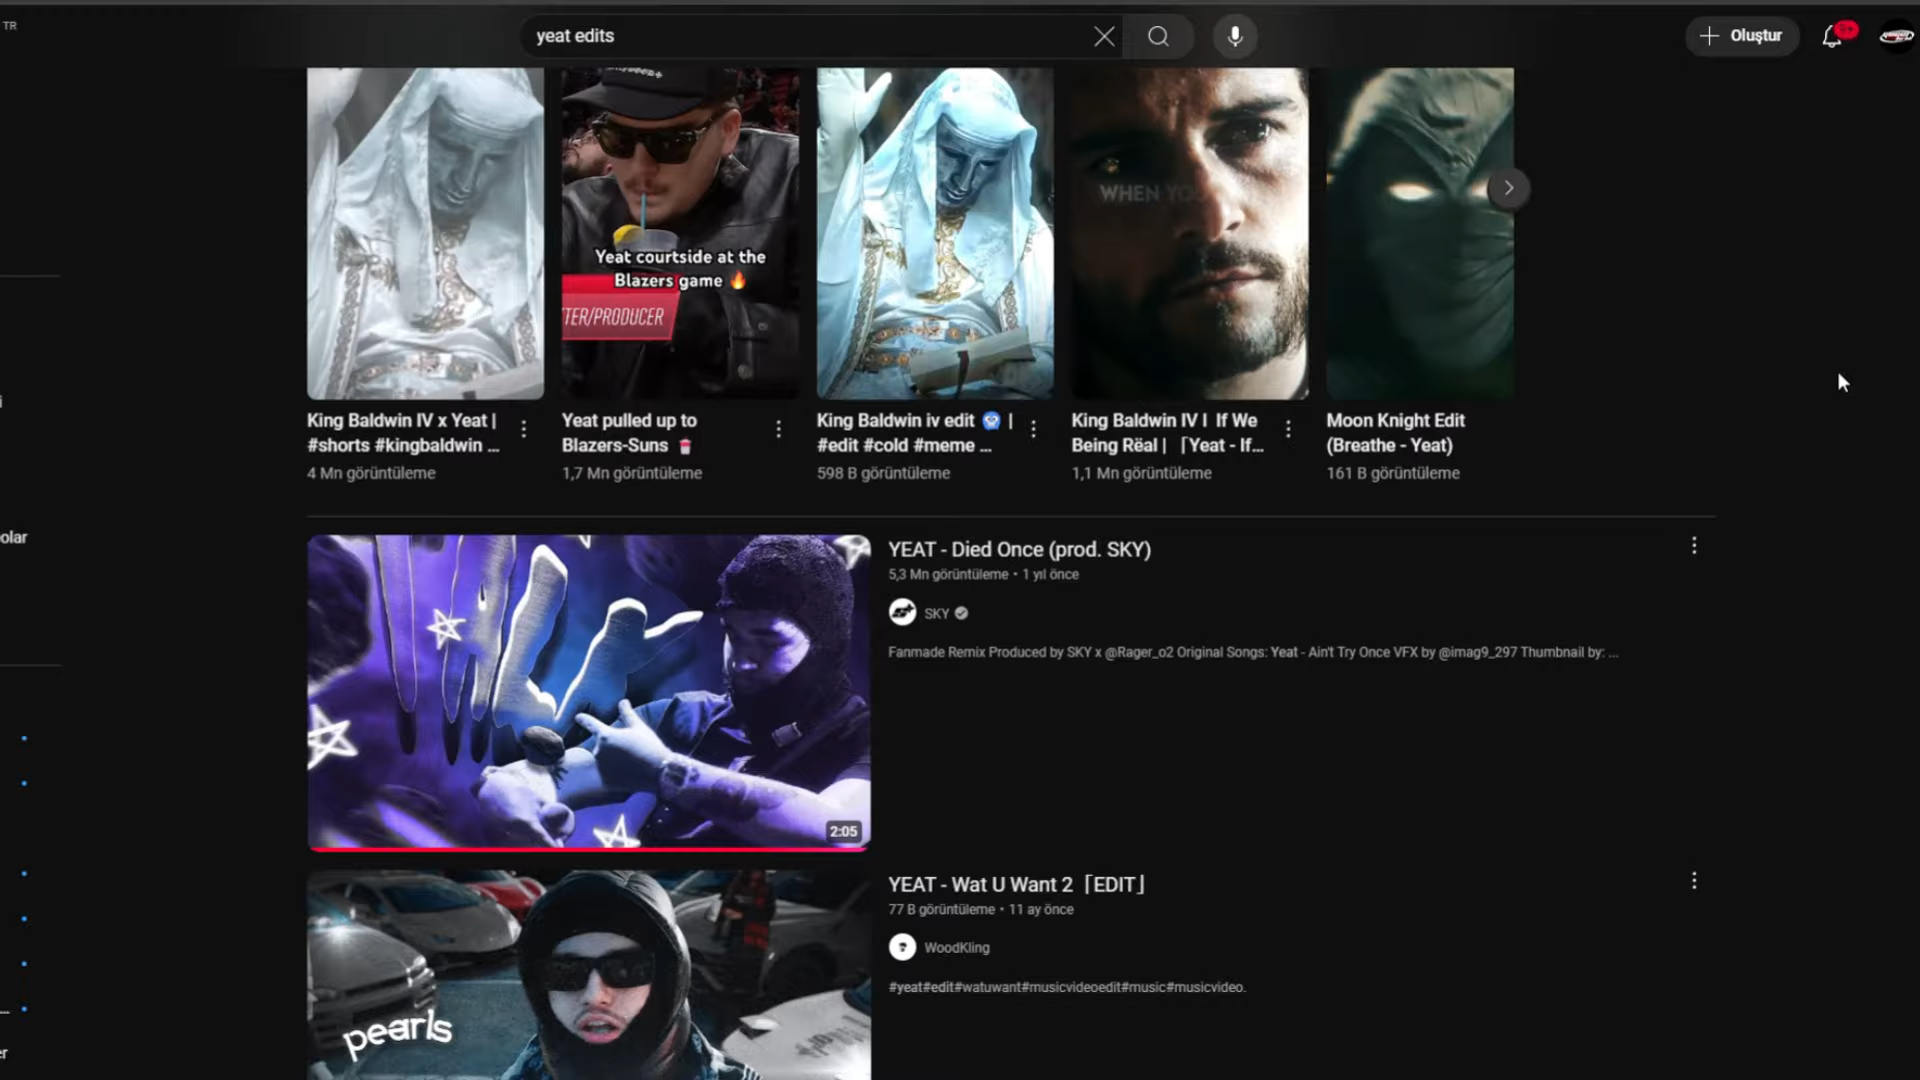 TR
yeat edits
Oluştur
9+
WHEN YO
Yeat courtside at the
Blazers game 🔥
TER/PRODUCER
King Baldwin IV x Yeat |
#shorts #kingbaldwin ...
4 Mn görüntüleme
Yeat pulled up to
Blazers-Suns 🥤
1,7 Mn görüntüleme
King Baldwin iv edit 🥶 |
#edit #cold #meme ...
598 B görüntüleme
King Baldwin IV I If We
Being Rëal | 「Yeat - If...
1,1 Mn görüntüleme
Moon Knight Edit
(Breathe - Yeat)
161 B görüntüleme
olar
YEAT - Died Once (prod. SKY)
5,3 Mn görüntüleme • 1 yıl önce
SKY
Fanmade Remix Produced by SKY x @Rager_o2 Original Songs: Yeat - Ain't Try Once VFX by @imag9_297 Thumbnail by: ...
2:05
YEAT - Wat U Want 2「EDIT」
77 B görüntüleme • 11 ay önce
WoodKling
#yeat#edit#watuwant#musicvideoedit#music#musicvideo.
pearls
...
er